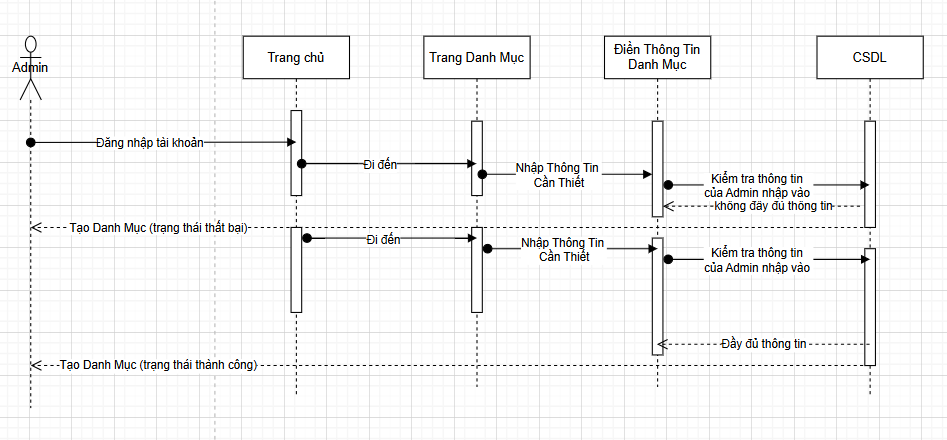 Admin
Trang chủ
Trang Danh Mục
Điền Thông Tin
Danh Mục
CSDL
Đăng nhập tài khoản
Đi đến
Nhập Thông Tin
Cần Thiết
Kiểm tra thông tin
của Admin nhập vào
không đầy đủ thông tin
Tạo Danh Mục (trạng thái thất bại)
Đi đến
Nhập Thông Tin
Cần Thiết
Kiểm tra thông tin
của Admin nhập vào
Đầy đủ thông tin
Tạo Danh Mục (trạng thái thành công)